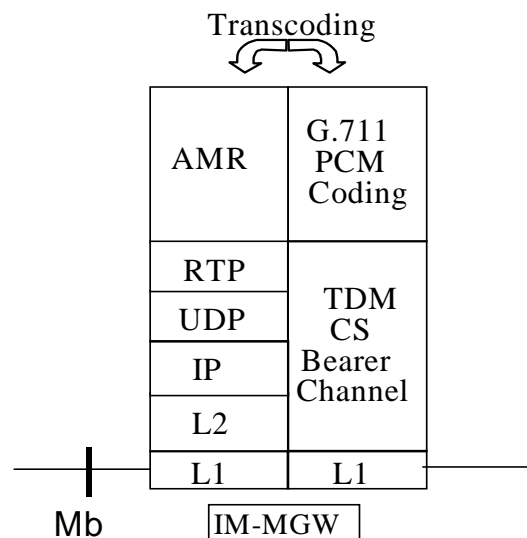 Transcoding
AMR
G.711
PCM
Coding
RTP
UDP
IP
L2
L1
TDM
CS
Bearer
Channel
L1
Mb
IM-MGW